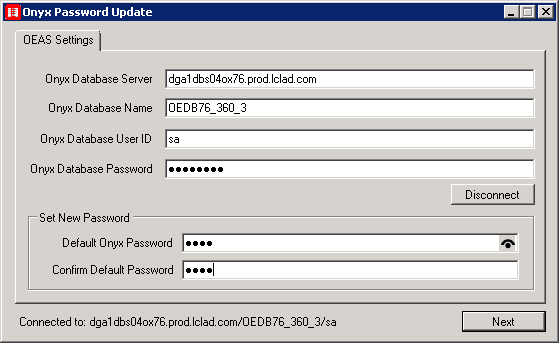 Onyx Password Update
OEAS Settings
Onyx Database Server dga1dbs04ox76.prod.lclad.com
Onyx Database Name OEDB76_360_3
Onyx Database User ID sa
Onyx Database Password ●●●●●●●●
Disconnect
Set New Password
Default Onyx Password ●●●●
Confirm Default Password ●●●●
Connected to: dga1dbs04ox76.prod.lclad.com/OEDB76_360_3/sa Next